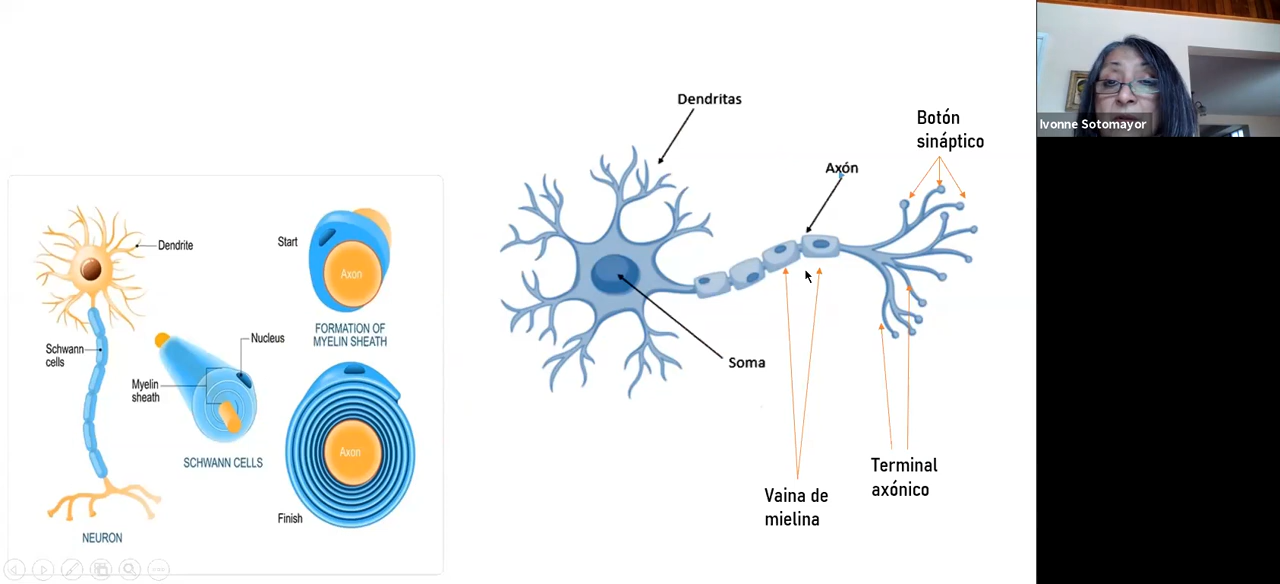 Dendrite
Schwann
cells
NEURON
Nucleus
Myelin
sheath
SCHWANN CELLS
Start
Axon
FORMATION OF
MYELIN SHEATH
Axon
Finish
Dendritas
Soma
Axón
Vaina de
mielina
Botón
sináptico
Terminal
axónico
Ivonne Sotomayor